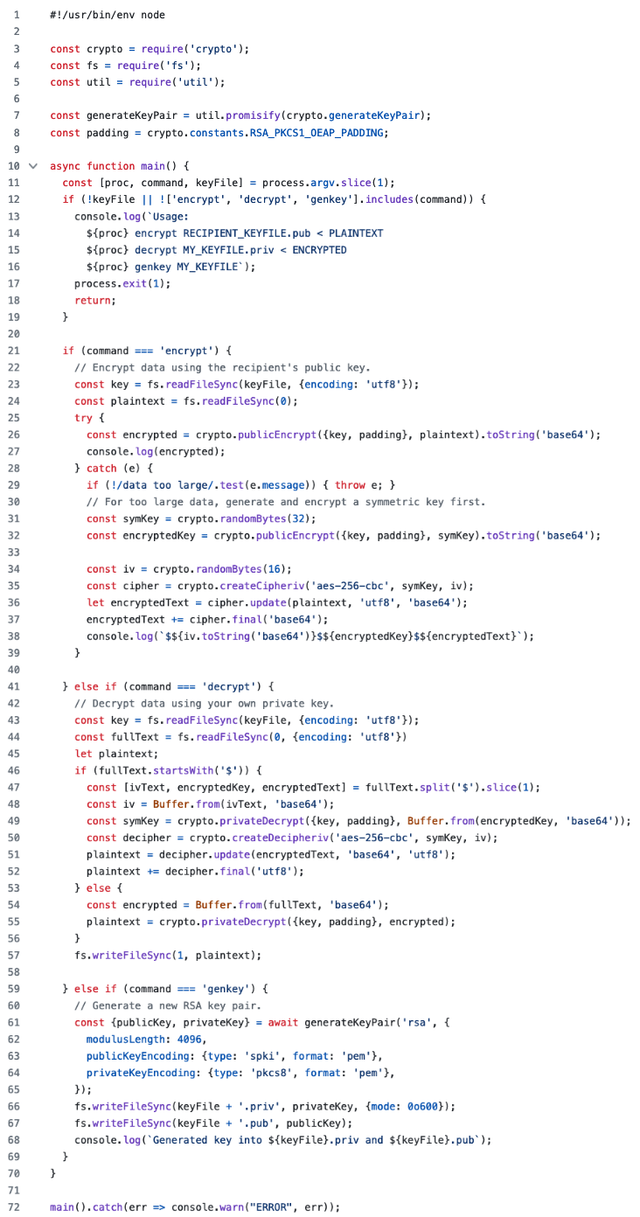 1 #!/usr/bin/env node
2
3 const crypto = require('crypto');
4 const fs = require('fs');
5 const util = require('util');
6
7 const generateKeyPair = util.promisify(crypto.generateKeyPair);
8 const padding = crypto.constants.RSA_PKCS1_OEAP_PADDING;
9
10 async function main() {
11 const [proc, command, keyFile] = process.argv.slice(1);
12 if (!keyFile || !['encrypt', 'decrypt', 'genkey'].includes(command)) {
13 console.log(`Usage:
14 ${proc} encrypt RECIPIENT_KEYFILE.pub < PLAINTEXT
15 ${proc} decrypt MY_KEYFILE.priv < ENCRYPTED
16 ${proc} genkey MY_KEYFILE`);
17 process.exit(1);
18 return;
19 }
20
21 if (command === 'encrypt') {
22 // Encrypt data using the recipient's public key.
23 const key = fs.readFileSync(keyFile, {encoding: 'utf8'});
24 const plaintext = fs.readFileSync(0);
25 try {
26 const encrypted = crypto.publicEncrypt({key, padding}, plaintext).toString('base64');
27 console.log(encrypted);
28 } catch (e) {
29 if (!/data too large/.test(e.message)) { throw e; }
30 // For too large data, generate and encrypt a symmetric key first.
31 const symKey = crypto.randomBytes(32);
32 const encryptedKey = crypto.publicEncrypt({key, padding}, symKey).toString('base64');
33
34 const iv = crypto.randomBytes(16);
35 const cipher = crypto.createCipheriv('aes-256-cbc', symKey, iv);
36 let encryptedText = cipher.update(plaintext, 'utf8', 'base64');
37 encryptedText += cipher.final('base64');
38 console.log(`$${iv.toString('base64')}$${encryptedKey}$${encryptedText}`);
39 }
40
41 } else if (command === 'decrypt') {
42 // Decrypt data using your own private key.
43 const key = fs.readFileSync(keyFile, {encoding: 'utf8'});
44 const fullText = fs.readFileSync(0, {encoding: 'utf8'})
45 let plaintext;
46 if (fullText.startsWith('$')) {
47 const [ivText, encryptedKey, encryptedText] = fullText.split('$').slice(1);
48 const iv = Buffer.from(ivText, 'base64');
49 const symKey = crypto.privateDecrypt({key, padding}, Buffer.from(encryptedKey, 'base64'));
50 const decipher = crypto.createDecipheriv('aes-256-cbc', symKey, iv);
51 plaintext = decipher.update(encryptedText, 'base64', 'utf8');
52 plaintext += decipher.final('utf8');
53 } else {
54 const encrypted = Buffer.from(fullText, 'base64');
55 plaintext = crypto.privateDecrypt({key, padding}, encrypted);
56 }
57 fs.writeFileSync(1, plaintext);
58
59 } else if (command === 'genkey') {
60 // Generate a new RSA key pair.
61 const {publicKey, privateKey} = await generateKeyPair('rsa', {
62 modulusLength: 4096,
63 publicKeyEncoding: {type: 'spki', format: 'pem'},
64 privateKeyEncoding: {type: 'pkcs8', format: 'pem'},
65 });
66 fs.writeFileSync(keyFile + '.priv', privateKey, {mode: 0o600});
67 fs.writeFileSync(keyFile + '.pub', publicKey);
68 console.log(`Generated key into ${keyFile}.priv and ${keyFile}.pub`);
69 }
70 }
71
72 main().catch(err => console.warn("ERROR", err));